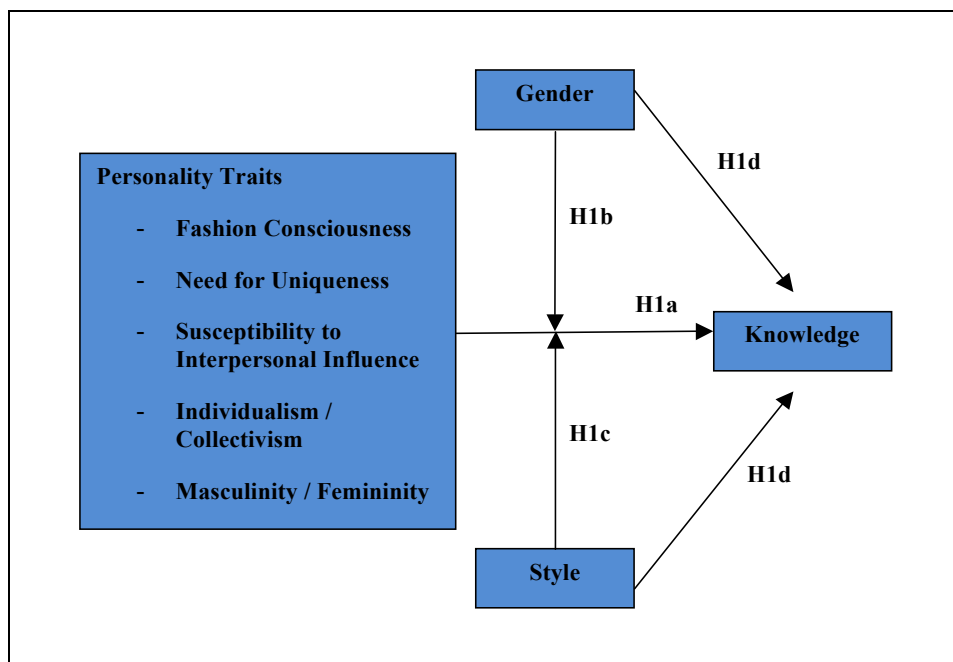 Gender
H1d
Personality Traits
- Fashion Consciousness
H1b
- Need for Uniqueness
- Susceptibility to
Interpersonal Influence
H1a
Knowledge
- Individualism /
Collectivism
H1c
- Masculinity / Femininity
H1d
Style